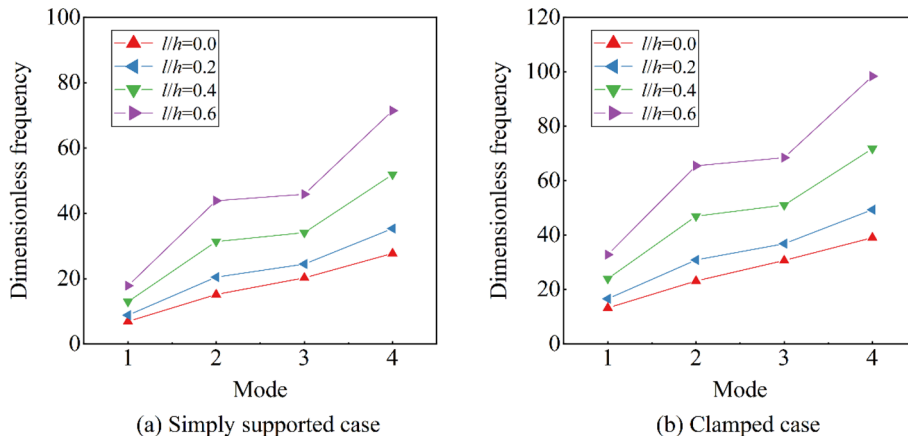 100
80
60
40
20
0
Dimensionless frequency
l/h=0.0
l/h=0.2
l/h=0.4
l/h=0.6
1 2 3 4
Mode
(a) Simply supported case
120
100
80
60
40
20
0
Dimensionless frequency
l/h=0.0
l/h=0.2
l/h=0.4
l/h=0.6
1 2 3 4
Mode
(b) Clamped case